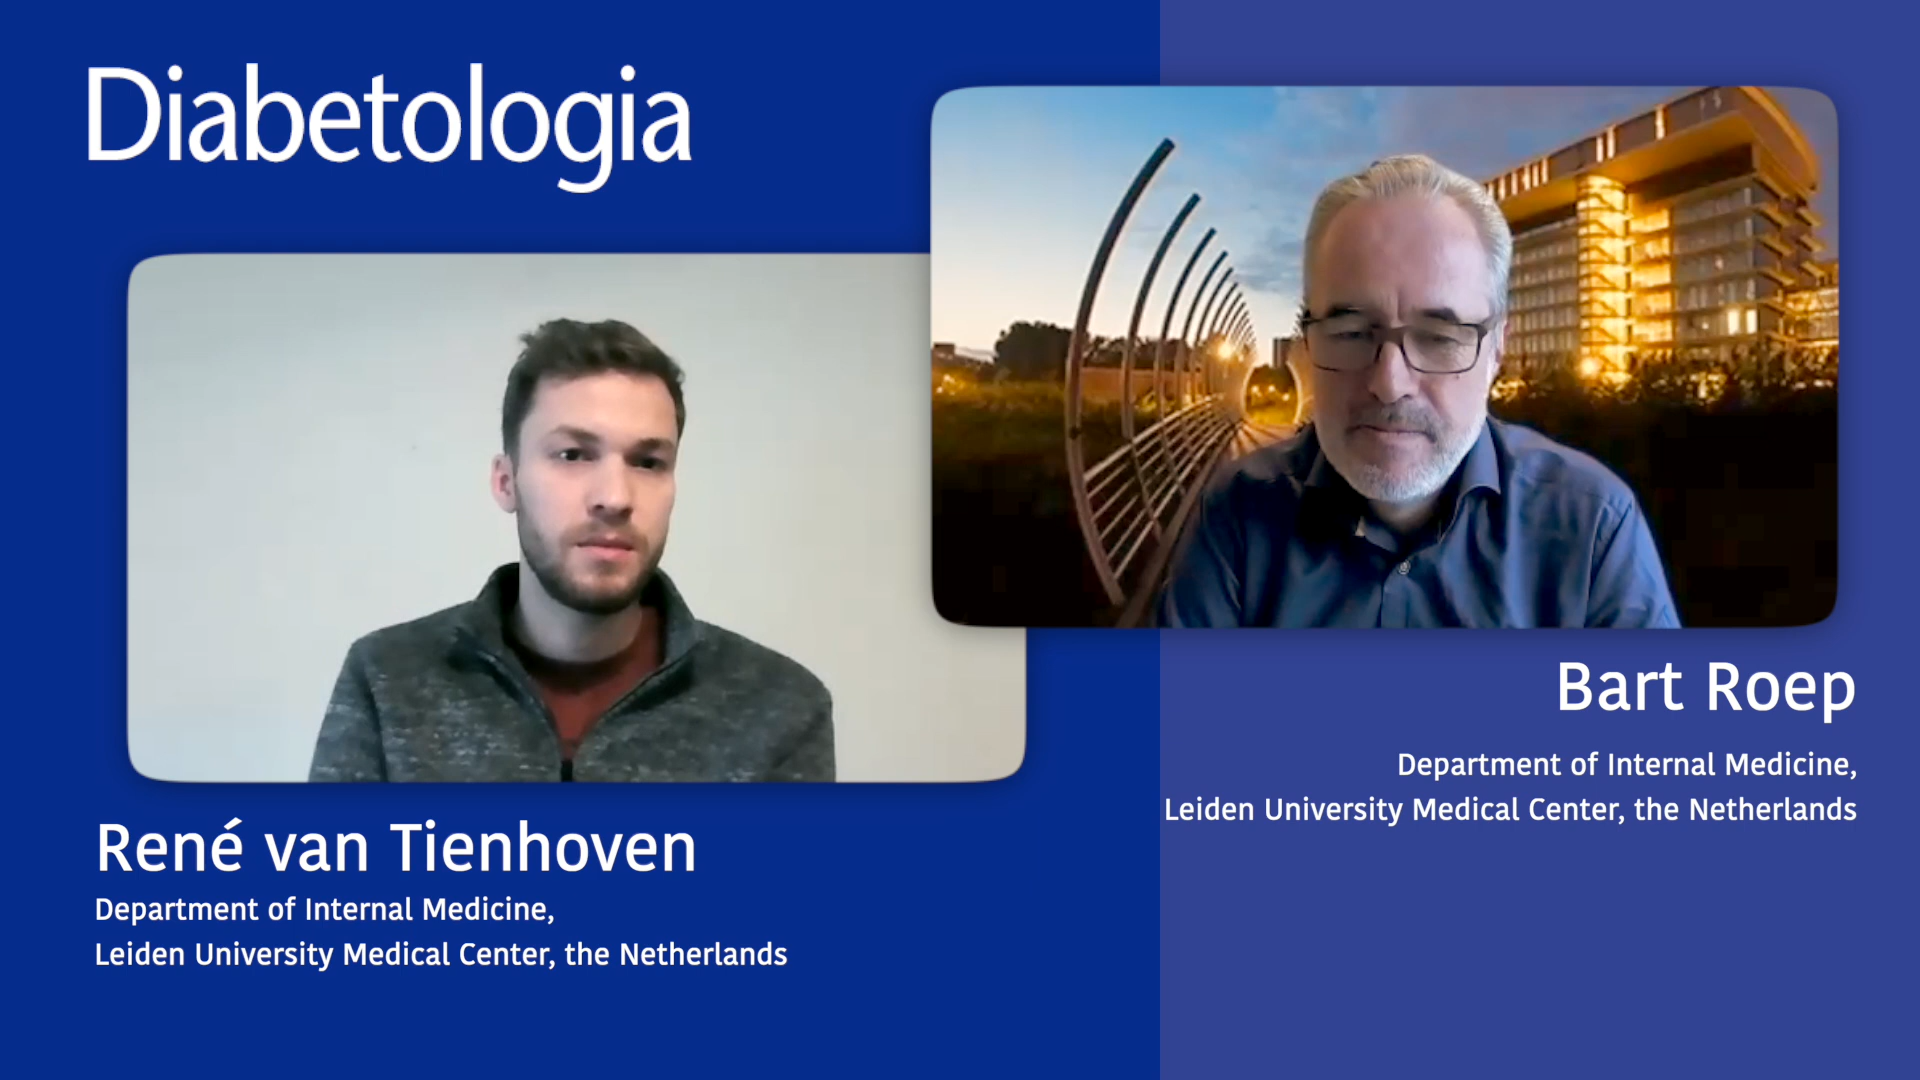 Diabetologia
René van Tienhoven
Department of Internal Medicine,
Leiden University Medical Center, the Netherlands
Bart Roep
Department of Internal Medicine,
Leiden University Medical Center, the Netherlands